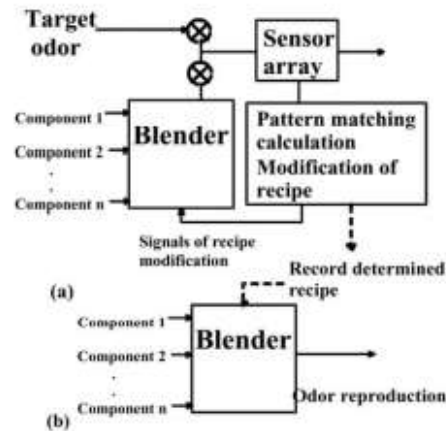 Target
odor
Sensor
array
Component 1
Component 2
.
.
Component n
Blender
Pattern matching
calculation
Modification of
recipe
Signals of recipe
modification
(a)
Record determined
recipe
Component 1
Component 2
.
.
Component n
Blender
Odor reproduction
(b)